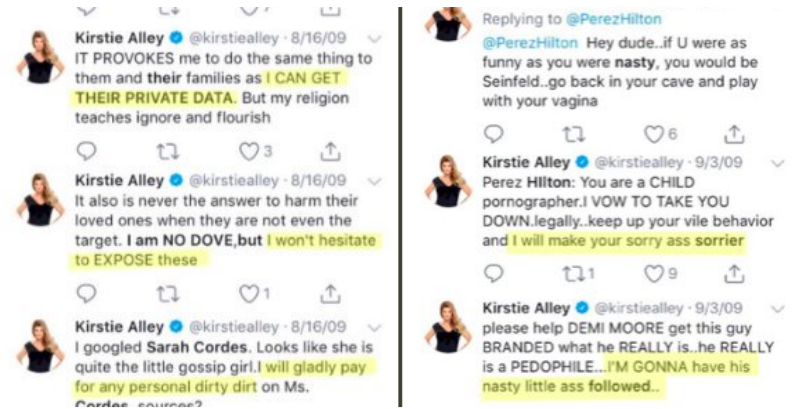 Kirstie Alley @kirstiealley · 8/16/09
IT PROVOKES me to do the same thing to
them and their families as I CAN GET
THEIR PRIVATE DATA. But my religion
teaches ignore and flourish
3
Kirstie Alley @kirstiealley · 8/16/09
It also is never the answer to harm their
loved ones when they are not even the
target. I am NO DOVE,but I won't hesitate
to EXPOSE these
1
Kirstie Alley @kirstiealley · 8/16/09
I googled Sarah Cordes. Looks like she is
quite the little gossip girl.I will gladly pay
for any personal dirty dirt on Ms.
Cordes, sources?
Replying to @PerezHilton
@PerezHilton Hey dude..if U were as
funny as you were nasty, you would be
Seinfeld..go back in your cave and play
with your vagina
6
Kirstie Alley @kirstiealley · 9/3/09
Perez HIlton: You are a CHILD
pornographer.I VOW TO TAKE YOU
DOWN.legally..keep up your vile behavior
and I will make your sorry ass sorrier
1 9
Kirstie Alley @kirstiealley · 9/3/09
please help DEMI MOORE get this guy
BRANDED what he REALLY is..he REALLY
is a PEDOPHILE...I'M GONNA have his
nasty little ass followed..